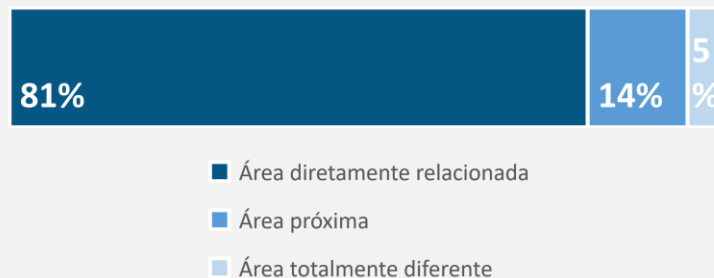 81%
14%
5
%
Área diretamente relacionada
Área próxima
Área totalmente diferente